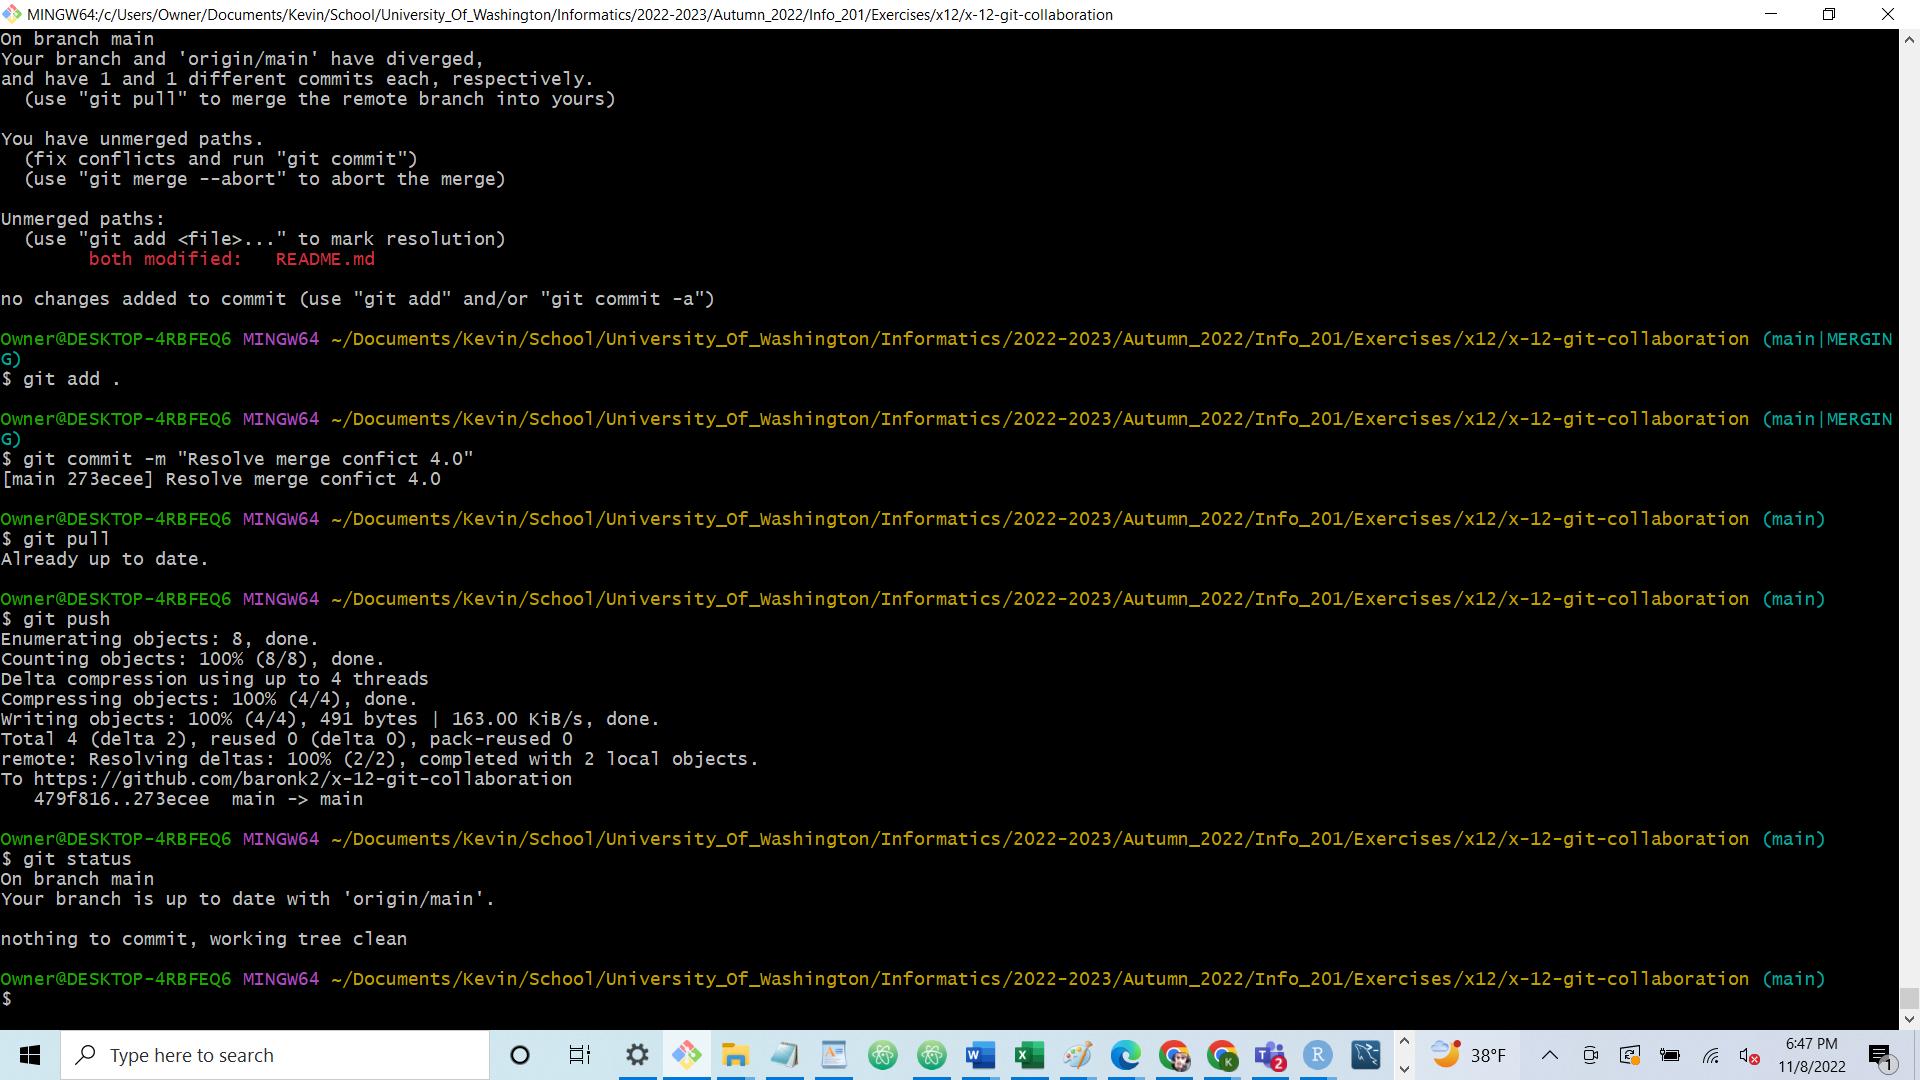 MINGW64:/c/Users/Owner/Documents/Kevin/School/University_Of_Washington/Informatics/2022-2023/Autumn_2022/Info_201/Exercises/x12/x-12-git-collaboration
On branch main
Your branch and 'origin/main' have diverged,
and have 1 and 1 different commits each, respectively.
  (use "git pull" to merge the remote branch into yours)

You have unmerged paths.
  (fix conflicts and run "git commit")
  (use "git merge --abort" to abort the merge)

Unmerged paths:
  (use "git add <file>..." to mark resolution)
        both modified:   README.md

no changes added to commit (use "git add" and/or "git commit -a")

Owner@DESKTOP-4RBFEQ6 MINGW64 ~/Documents/Kevin/School/University_Of_Washington/Informatics/2022-2023/Autumn_2022/Info_201/Exercises/x12/x-12-git-collaboration (main|MERGIN
G)
$ git add .

Owner@DESKTOP-4RBFEQ6 MINGW64 ~/Documents/Kevin/School/University_Of_Washington/Informatics/2022-2023/Autumn_2022/Info_201/Exercises/x12/x-12-git-collaboration (main|MERGIN
G)
$ git commit -m "Resolve merge confict 4.0"
[main 273ecee] Resolve merge confict 4.0

Owner@DESKTOP-4RBFEQ6 MINGW64 ~/Documents/Kevin/School/University_Of_Washington/Informatics/2022-2023/Autumn_2022/Info_201/Exercises/x12/x-12-git-collaboration (main)
$ git pull
Already up to date.

Owner@DESKTOP-4RBFEQ6 MINGW64 ~/Documents/Kevin/School/University_Of_Washington/Informatics/2022-2023/Autumn_2022/Info_201/Exercises/x12/x-12-git-collaboration (main)
$ git push
Enumerating objects: 8, done.
Counting objects: 100% (8/8), done.
Delta compression using up to 4 threads
Compressing objects: 100% (4/4), done.
Writing objects: 100% (4/4), 491 bytes | 163.00 KiB/s, done.
Total 4 (delta 2), reused 0 (delta 0), pack-reused 0
remote: Resolving deltas: 100% (2/2), completed with 2 local objects.
To https://github.com/baronk2/x-12-git-collaboration
   479f816..273ecee  main -> main

Owner@DESKTOP-4RBFEQ6 MINGW64 ~/Documents/Kevin/School/University_Of_Washington/Informatics/2022-2023/Autumn_2022/Info_201/Exercises/x12/x-12-git-collaboration (main)
$ git status
On branch main
Your branch is up to date with 'origin/main'.

nothing to commit, working tree clean

Owner@DESKTOP-4RBFEQ6 MINGW64 ~/Documents/Kevin/School/University_Of_Washington/Informatics/2022-2023/Autumn_2022/Info_201/Exercises/x12/x-12-git-collaboration (main)
$
Type here to search
W
X
K
T
2
R
38°F
6:47 PM
11/8/2022
1